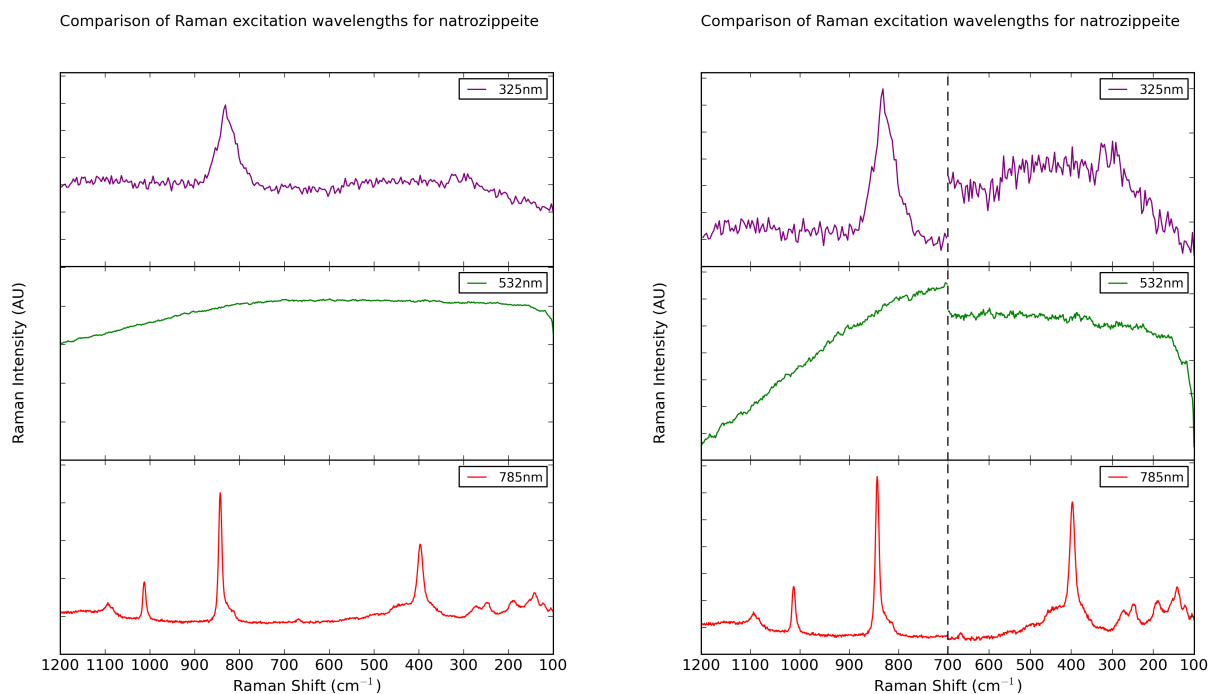 Comparison of Raman excitation wavelengths for natrozippeite
325nm
532nm
785nm
Raman Intensity (AU)
1200 1000 900 800 700 600 500 400 300 100
Raman Shift (cm⁻¹)
Comparison of Raman excitation wavelengths for natrozippeite
325nm
532nm
785nm
Raman Intensity (AU)
1200 1100 1000 900 800 700 600 500 400 300 200 100
Raman Shift (cm⁻¹)